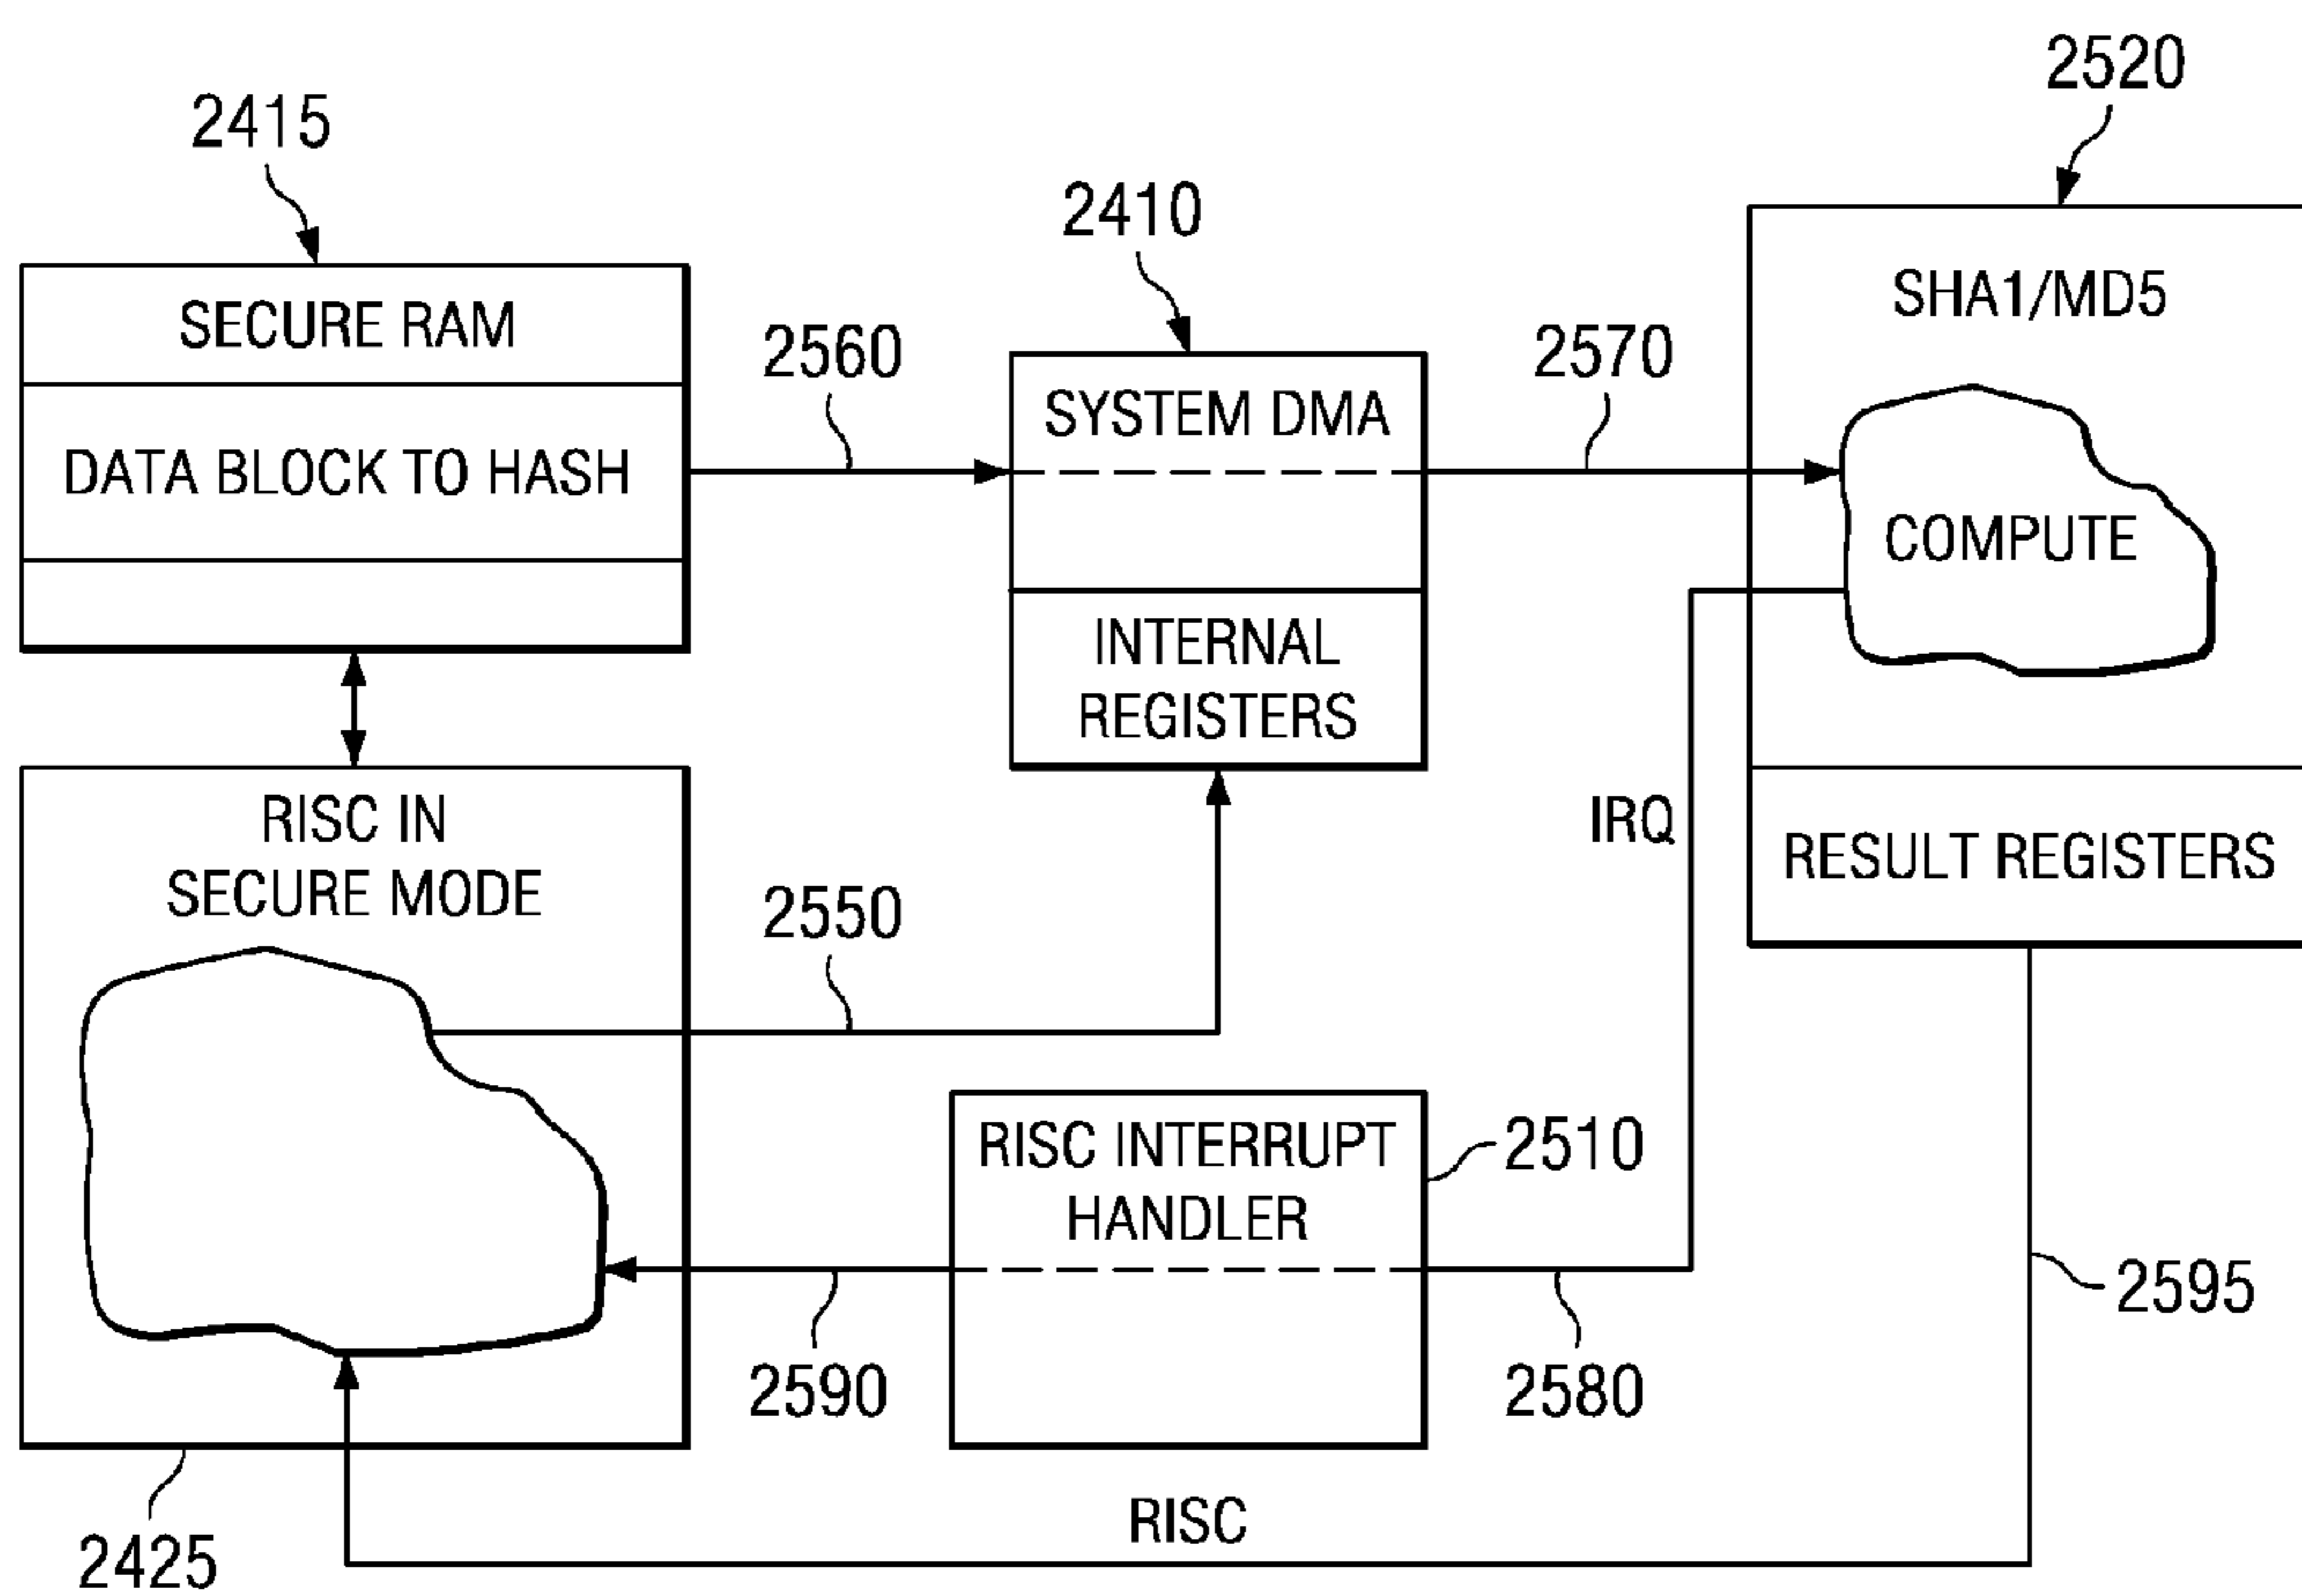 2520
2415
2410
SECURE RAM
SHA1/MD5
2560
2570
SYSTEM DMA
DATA BLOCK TO HASH
COMPUTE
INTERNAL
REGISTERS
RISC IN
SECURE MODE
IRQ
RESULT REGISTERS
2550
RISC INTERRUPT
HANDLER
2510
2595
2590
2580
RISC
2425